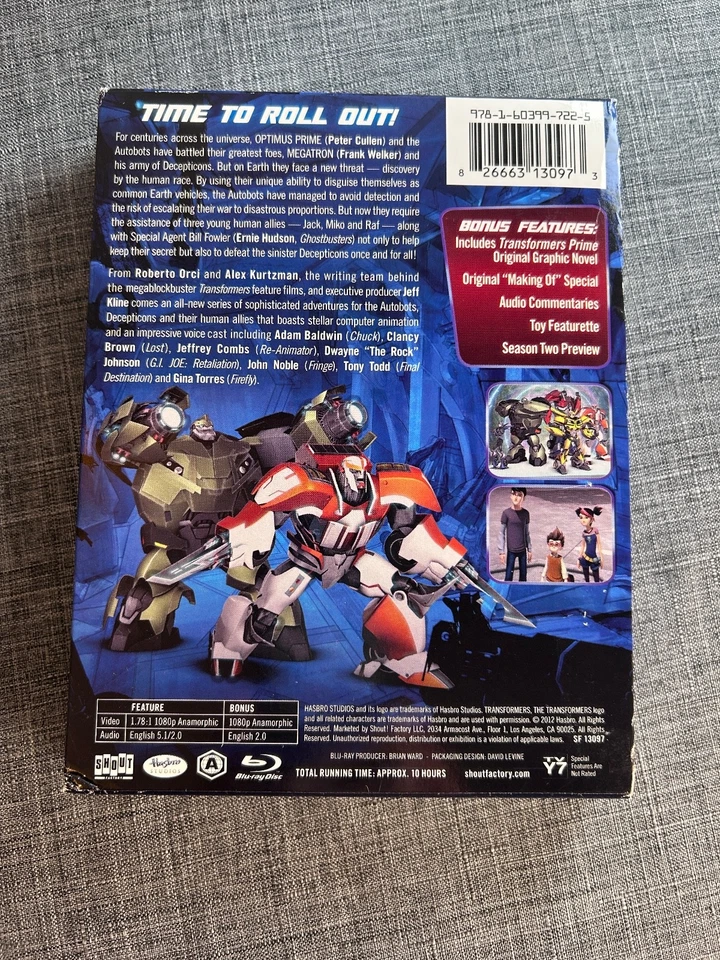 TIME TO ROLL OUT!
For centuries across the universe, OPTIMUS PRIME (Peter Cullen) and the
Autobots have battled their greatest foes, MEGATRON (Frank Welker) and
his army of Decepticons. But on Earth they face a new threat — discovery
by the human race. By using their unique ability to disguise themselves as
common Earth vehicles, the Autobots have managed to avoid detection and
the risk of escalating their war to disastrous proportions. But now they require
the assistance of three young human allies — Jack, Miko and Raf — along
with Special Agent Bill Fowler (Ernie Hudson, Ghostbusters) not only to help
keep their secret but also to defeat the sinister Decepticons once and for all!
From Roberto Orci and Alex Kurtzman, the writing team behind
the megablockbuster Transformers feature films, and executive producer Jeff
Kline comes an all-new series of sophisticated adventures for the Autobots,
Decepticons and their human allies that boasts stellar computer animation
and an impressive voice cast including Adam Baldwin (Chuck), Clancy
Brown (Lost), Jeffrey Combs (Re-Animator), Dwayne "The Rock"
Johnson (G.I. JOE: Retaliation), John Noble (Fringe), Tony Todd (Final
Destination) and Gina Torres (Firefly).
978-1-60399-722-5
8 26663 13097 3
BONUS FEATURES:
Includes Transformers Prime
Original Graphic Novel
Original "Making Of" Special
Audio Commentaries
Toy Featurette
Season Two Preview
FEATURE BONUS
Video 1.78:1 1080p Anamorphic 1080p Anamorphic
Audio English 5.1/2.0 English 2.0
HASBRO STUDIOS and its logo are trademarks of Hasbro Studios. TRANSFORMERS, THE TRANSFORMERS logo
and all related characters are trademarks of Hasbro and are used with permission. © 2012 Hasbro. All Rights
Reserved. Marketed by Shout! Factory LLC, 2034 Armacost Ave., Floor 1, Los Angeles, CA 90025. All Rights
Reserved. Unauthorized reproduction, distribution or exhibition is a violation of applicable laws. SF 13097
BLU-RAY PRODUCER: BRIAN WARD - PACKAGING DESIGN: DAVID LEVINE
SHOUT
FACTORY
Hasbro
STUDIOS
A
Blu-ray Disc
TOTAL RUNNING TIME: APPROX. 10 HOURS
shoutfactory.com
TV
Y7
Special
Features Are
Not Rated